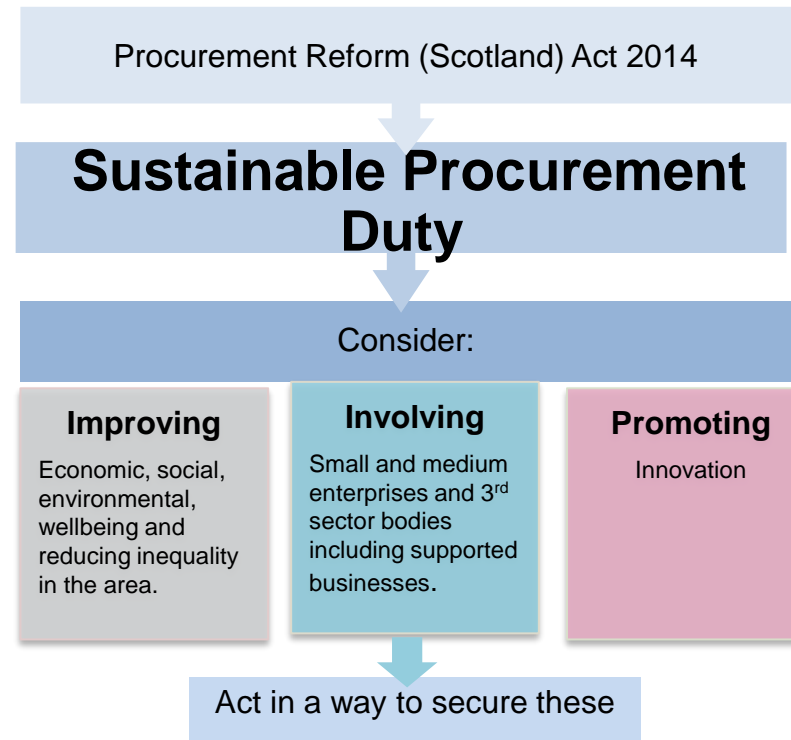 Procurement Reform (Scotland) Act 2014
Sustainable Procurement
Duty
Consider:
Improving
Economic, social,
environmental,
wellbeing and
reducing inequality
in the area.
Involving
Small and medium
enterprises and 3rd
sector bodies
including supported
businesses.
Promoting
Innovation
Act in a way to secure these